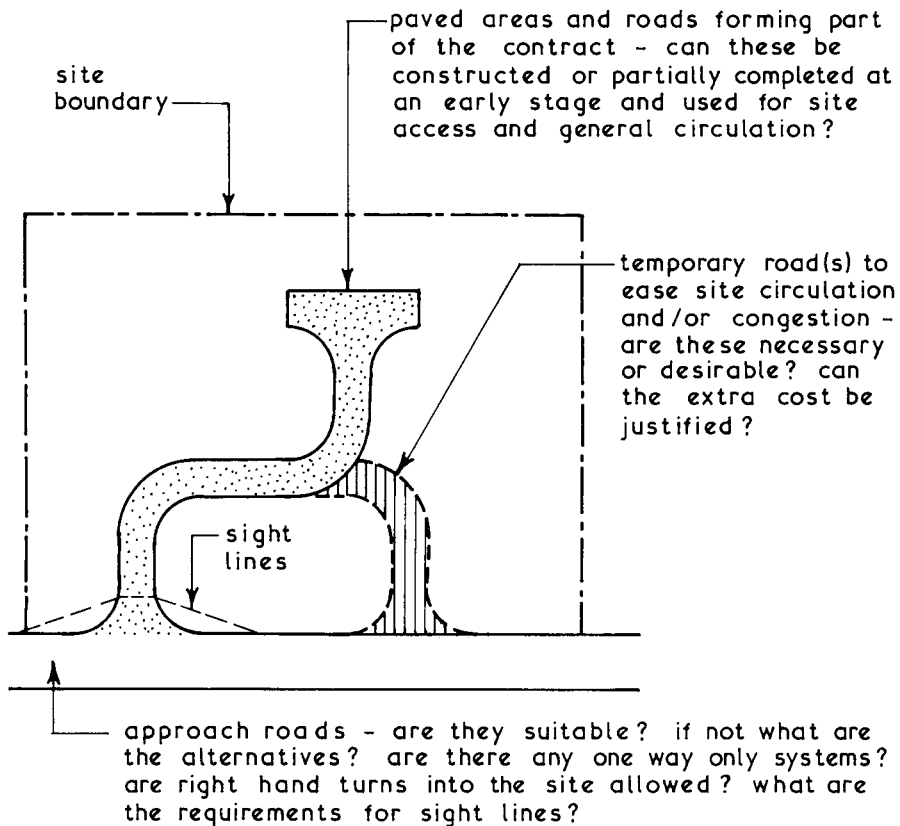 paved areas and roads forming part
of the contract - can these be
constructed or partially completed at
an early stage and used for site
access and general circulation?
site
boundary
temporary road(s) to
ease site circulation
and/or congestion -
are these necessary
or desirable? can
the extra cost be
justified?
sight
lines
approach roads - are they suitable? if not what are
the alternatives? are there any one way only systems?
are right hand turns into the site allowed? what are
the requirements for sight lines?